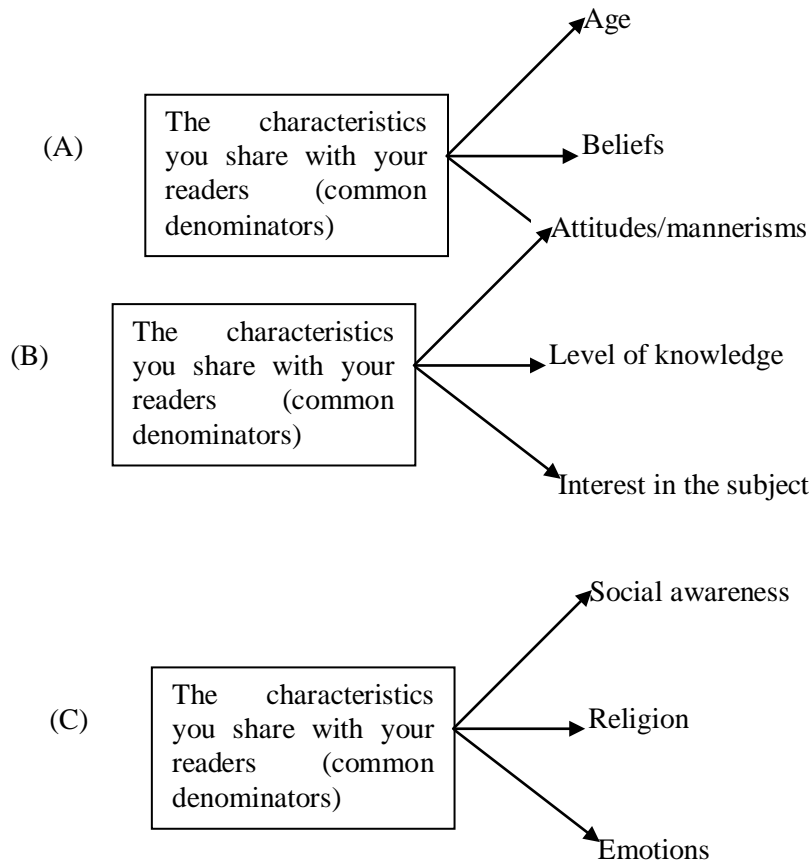 Age
(A)
The characteristics
you share with your
readers (common
denominators)
Beliefs
Attitudes/mannerisms
(B)
The characteristics
you share with your
readers (common
denominators)
Level of knowledge
Interest in the subject
Social awareness
(C)
The characteristics
you share with your
readers (common
denominators)
Religion
Emotions